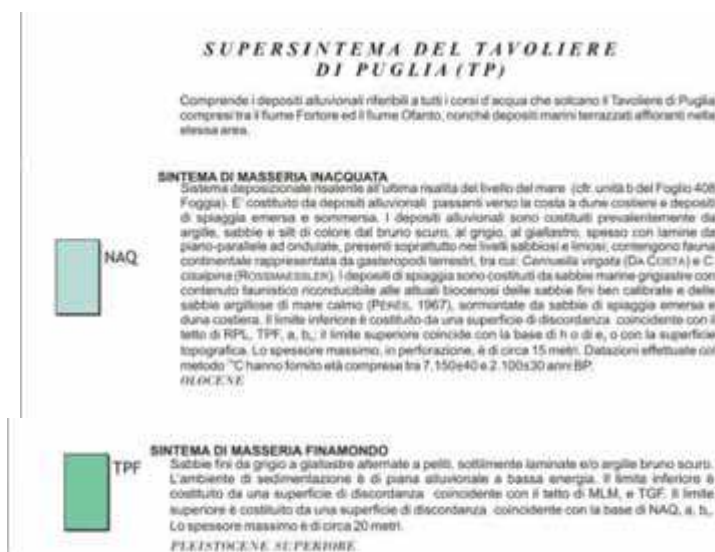 SUPERSINTEMA DEL TAVOLIERE
DI PUGLIA (TP)
Comprende i depositi alluvionali riferibili a tutti i corsi d'acqua che solcano il Tavoliere di Puglia
compresi tra il fiume Fortore ed il fiume Ofanto, nonché depositi marini terrazzati affioranti nella
stessa area.
SINTEMA DI MASSERIA INACQUATA
Sistema deposizionale risalente all'ultima risalita del livello del mare (cfr. unità b del Foglio 408
Foggia). E' costituito da depositi alluvionali passanti verso la costa a dune costiere e depositi
di spiaggia emersa e sommersa. I depositi alluvionali sono costituiti prevalentemente da
argille, sabbie e silt di colore dal bruno scuro, al grigio, al giallastro, spesso con lamine da
piano-parallele ad ondulate, presenti soprattutto nei livelli sabbiosi e limosi; contengono fauna
NAQ
continentale rappresentata da gasteropodi terrestri, tra cui: Cernuella virgata (DA COSTA) e C.
cisalpina (ROSSMAESSLER). I depositi di spiaggia sono costituiti da sabbie marine grigiastre con
contenuto faunistico riconducibile alle attuali biocenosi delle sabbie fini ben calibrate e delle
sabbie argillose di mare calmo (PERÈS, 1967), sormontate da sabbie di spiaggia emersa e
duna costiera. Il limite inferiore è costituito da una superficie di discordanza coincidente con il
tetto di RPL, TPF, a, b,; il limite superiore coincide con la base di h o di e, o con la superficie
topografica. Lo spessore massimo, in perforazione, è di circa 15 metri. Datazioni effettuate col
metodo ¹⁴C hanno fornito età comprese tra 7.150±40 e 2.100±30 anni BP.
OLOCENE
SINTEMA DI MASSERIA FINAMONDO
TPF
Sabbie fini da grigio a giallastre alternate a peliti, sottilmente laminate e/o argille bruno scuro.
L'ambiente di sedimentazione è di piana alluvionale a bassa energia. Il limite inferiore è
costituito da una superficie di discordanza coincidente con il tetto di MLM, e TGF. Il limite
superiore è costituito da una superficie di discordanza coincidente con la base di NAQ, a, b,.
Lo spessore massimo è di circa 20 metri.
PLEISTOCENE SUPERIORE